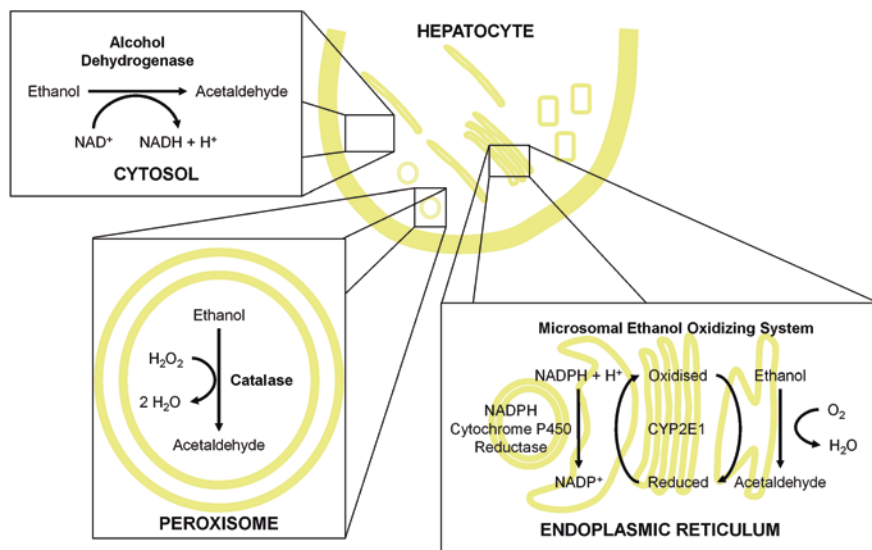 HEPATOCYTE
Alcohol
Dehydrogenase
Ethanol Acetaldehyde
NAD⁺ NADH + H⁺
CYTOSOL
Ethanol
H₂O₂
Catalase
2 H₂O
Acetaldehyde
PEROXISOME
Microsomal Ethanol Oxidizing System
NADPH + H⁺ Oxidised Ethanol
NADPH
Cytochrome P450
Reductase
CYP2E1
O₂
H₂O
NADP⁺ Reduced Acetaldehyde
ENDOPLASMIC RETICULUM